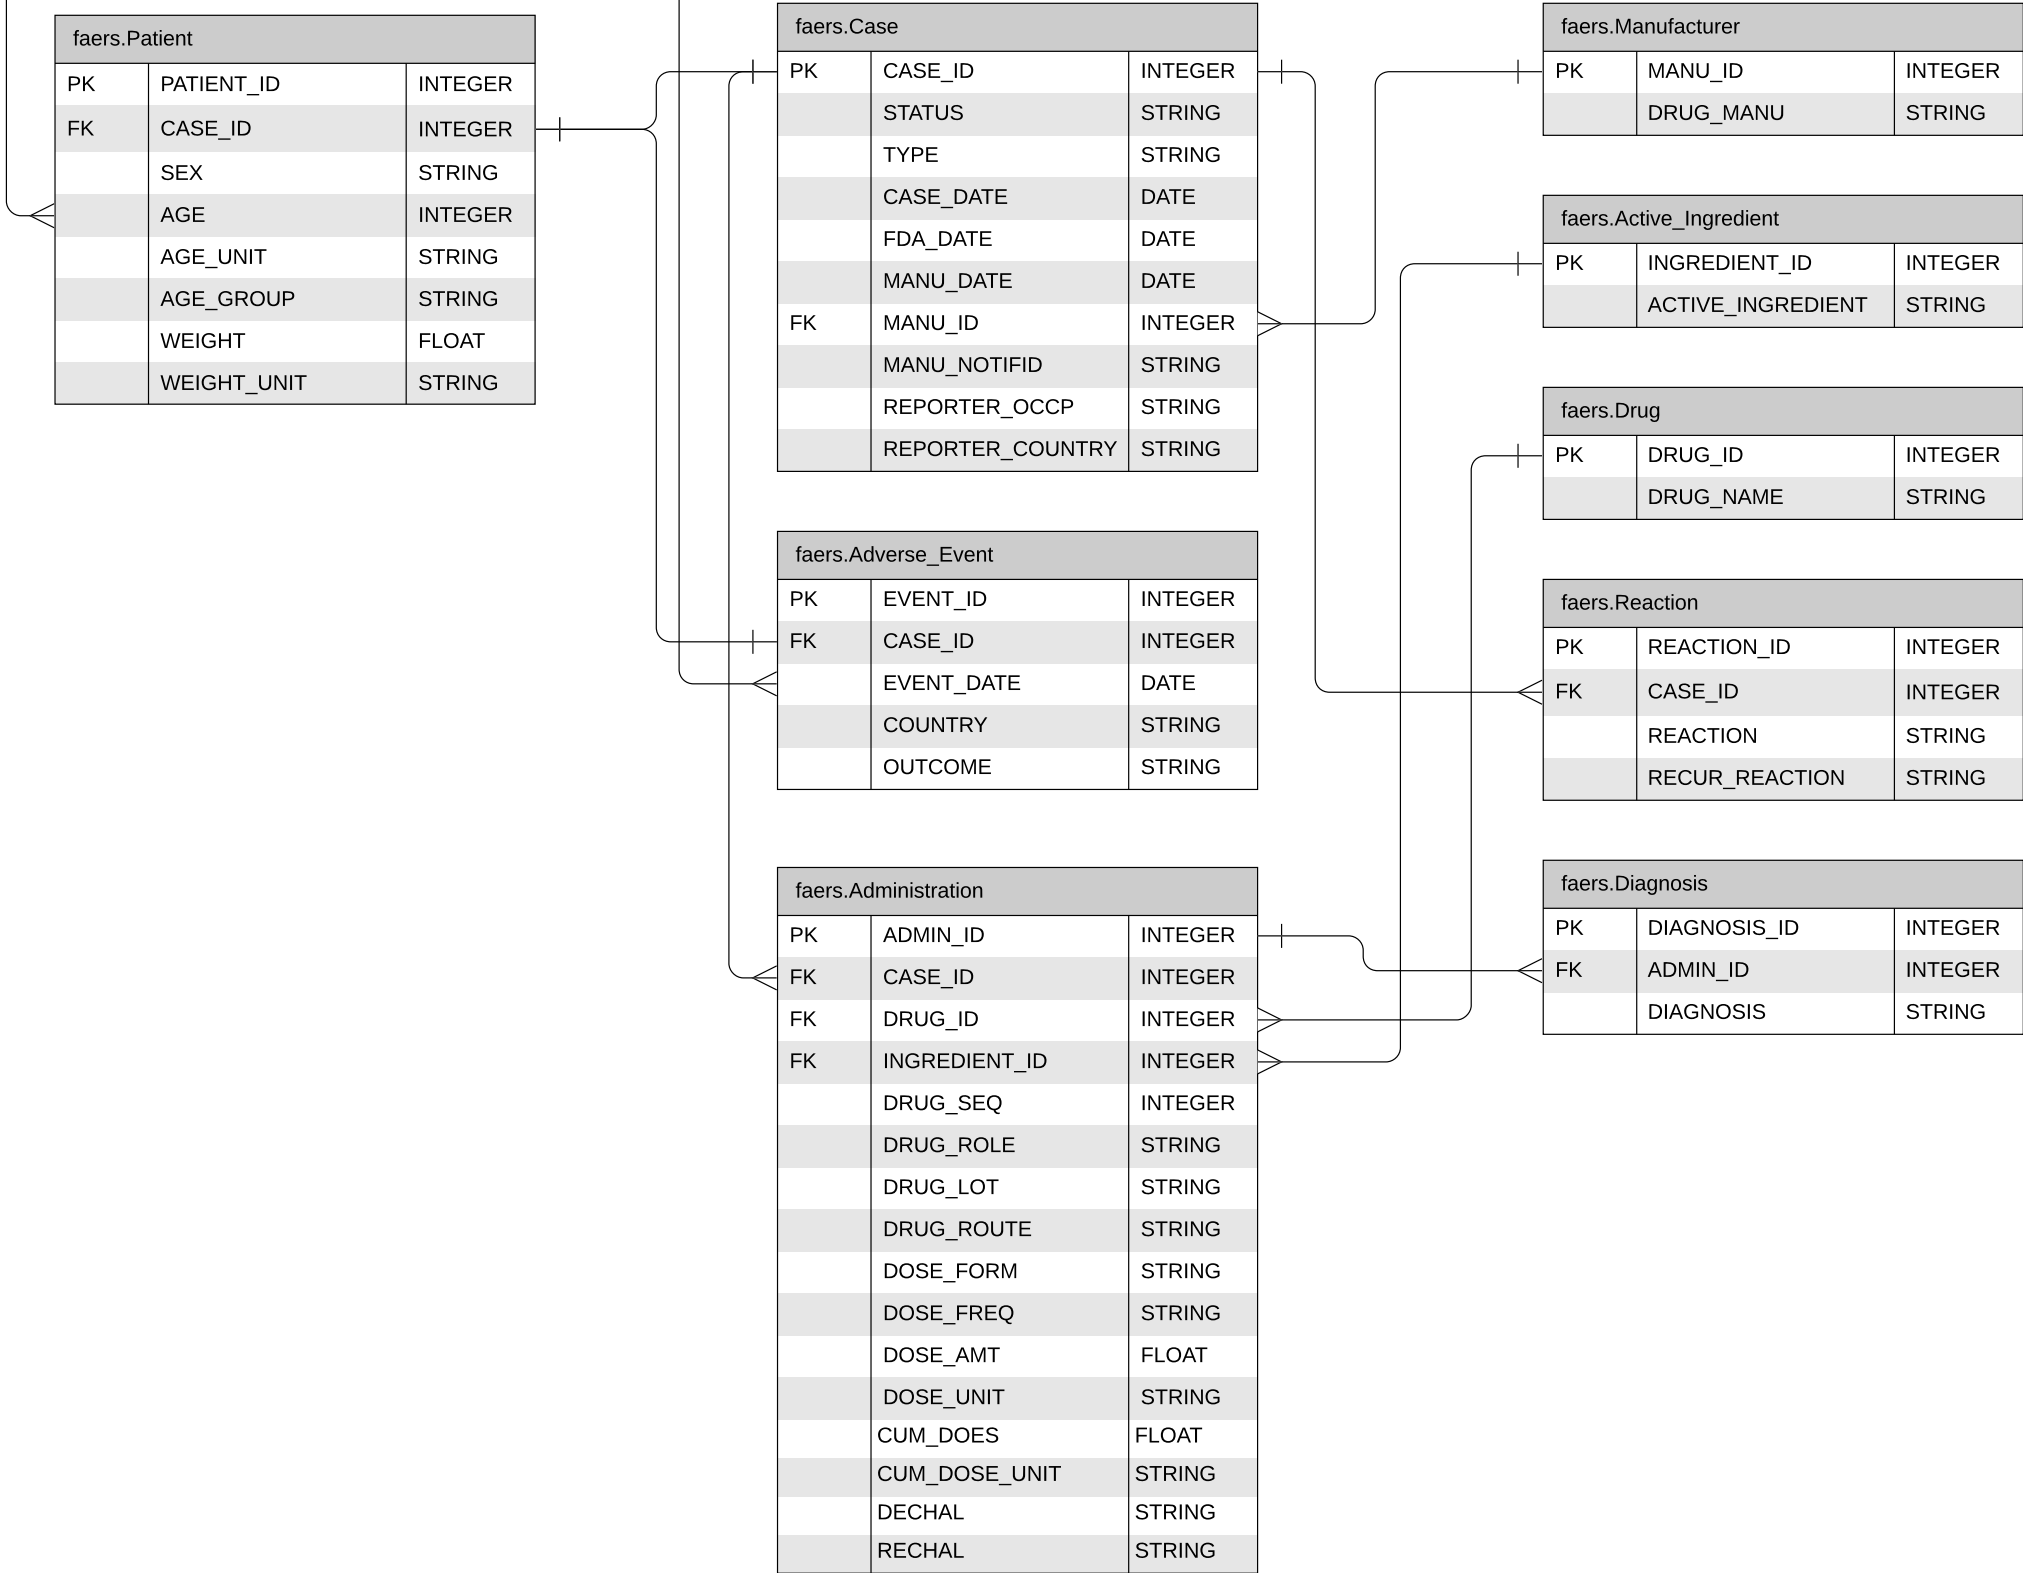 faers.Patient
PK PATIENT_ID INTEGER
FK CASE_ID INTEGER
SEX STRING
AGE INTEGER
AGE_UNIT STRING
AGE_GROUP STRING
WEIGHT FLOAT
WEIGHT_UNIT STRING
faers.Case
PK CASE_ID INTEGER
STATUS STRING
TYPE STRING
CASE_DATE DATE
FDA_DATE DATE
MANU_DATE DATE
FK MANU_ID INTEGER
MANU_NOTIFID STRING
REPORTER_OCCP STRING
REPORTER_COUNTRY STRING
faers.Adverse_Event
PK EVENT_ID INTEGER
FK CASE_ID INTEGER
EVENT_DATE DATE
COUNTRY STRING
OUTCOME STRING
faers.Administration
PK ADMIN_ID INTEGER
FK CASE_ID INTEGER
FK DRUG_ID INTEGER
FK INGREDIENT_ID INTEGER
DRUG_SEQ INTEGER
DRUG_ROLE STRING
DRUG_LOT STRING
DRUG_ROUTE STRING
DOSE_FORM STRING
DOSE_FREQ STRING
DOSE_AMT FLOAT
DOSE_UNIT STRING
CUM_DOES FLOAT
CUM_DOSE_UNIT STRING
DECHAL STRING
RECHAL STRING
faers.Manufacturer
PK MANU_ID INTEGER
DRUG_MANU STRING
faers.Active_Ingredient
PK INGREDIENT_ID INTEGER
ACTIVE_INGREDIENT STRING
faers.Drug
PK DRUG_ID INTEGER
DRUG_NAME STRING
faers.Reaction
PK REACTION_ID INTEGER
FK CASE_ID INTEGER
REACTION STRING
RECUR_REACTION STRING
faers.Diagnosis
PK DIAGNOSIS_ID INTEGER
FK ADMIN_ID INTEGER
DIAGNOSIS STRING